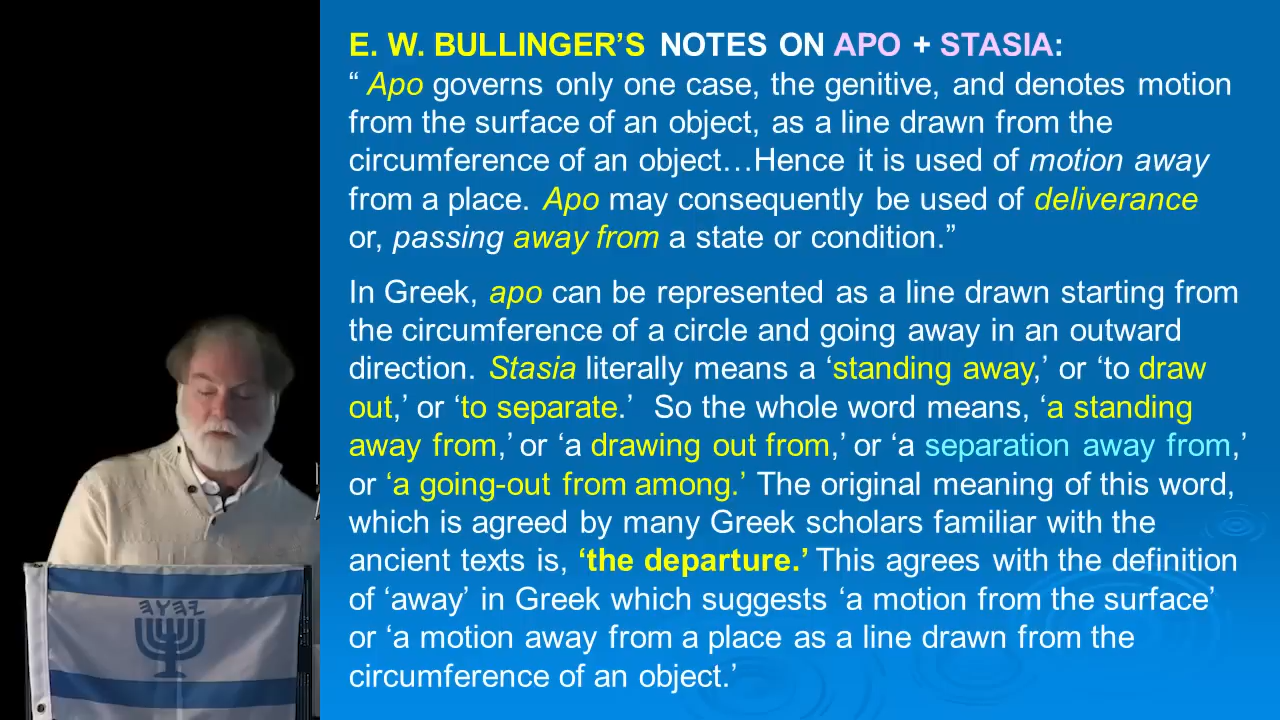 E. W. BULLINGER’S NOTES ON APO + STASIA:
“ Apo governs only one case, the genitive, and denotes motion
from the surface of an object, as a line drawn from the
circumference of an object…Hence it is used of motion away
from a place. Apo may consequently be used of deliverance
or, passing away from a state or condition.”
In Greek, apo can be represented as a line drawn starting from
the circumference of a circle and going away in an outward
direction. Stasia literally means a ‘standing away,’ or ‘to draw
out,’ or ‘to separate.’ So the whole word means, ‘a standing
away from,’ or ‘a drawing out from,’ or ‘a separation away from,’
or ‘a going-out from among.’ The original meaning of this word,
which is agreed by many Greek scholars familiar with the
ancient texts is, ‘the departure.’ This agrees with the definition
of ‘away’ in Greek which suggests ‘a motion from the surface’
or ‘a motion away from a place as a line drawn from the
circumference of an object.’